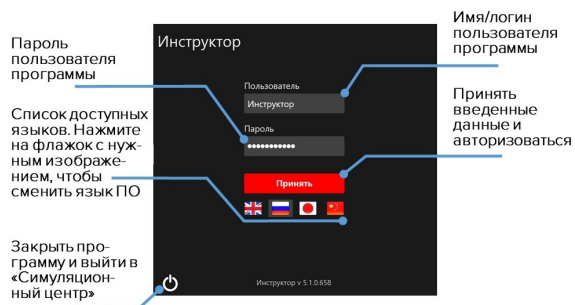 Пароль
пользователя
программы
Список доступных
языков. Нажмите
на флажок с нуж-
ным изображе-
нием, чтобы
сменить язык ПО
Закрыть про-
грамму и выйти в
«Симуляцион-
ный центр»
Инструктор
Пользователь
Инструктор
Пароль
Принять
Инструктор v 5.1.0.658
Имя/логин
пользователя
программы
Принять
введенные
данные и
авторизоваться